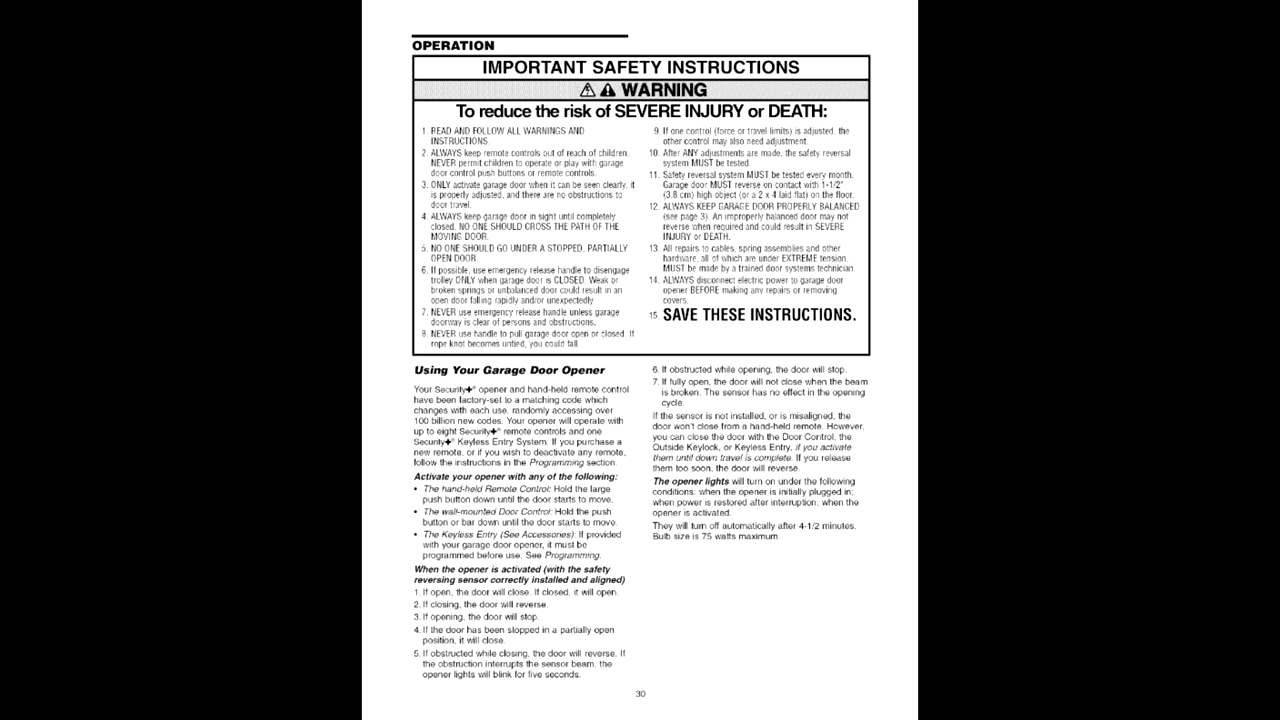 OPERATION
IMPORTANT SAFETY INSTRUCTIONS
WARNING
To reduce the risk of SEVERE INJURY or DEATH:
1. READ AND FOLLOW ALL WARNINGS AND
INSTRUCTIONS.
2. ALWAYS keep remote controls out of reach of children.
NEVER permit children to operate or play with garage
door control push buttons or remote controls.
3. ONLY activate garage door when it can be seen clearly, it
is properly adjusted, and there are no obstructions to
door travel.
4. ALWAYS keep garage door in sight until completely
closed. NO ONE SHOULD CROSS THE PATH OF THE
MOVING DOOR.
5. NO ONE SHOULD GO UNDER A STOPPED, PARTIALLY
OPEN DOOR.
6. If possible, use emergency release handle to disengage
trolley ONLY when garage door is CLOSED. Weak or
broken springs or unbalanced door could result in an
open door falling rapidly and/or unexpectedly.
7. NEVER use emergency release handle unless garage
doorway is clear of persons and obstructions.
8. NEVER use handle to pull garage door open or closed. If
rope knot becomes untied, you could fall.
9. If one control (force or travel limits) is adjusted, the
other control may also need adjustment.
10. After ANY adjustments are made, the safety reversal
system MUST be tested.
11. Safety reversal system MUST be tested every month.
Garage door MUST reverse on contact with 1-1/2"
(3.8 cm) high object (or a 2 x 4 laid flat) on the floor.
12. ALWAYS KEEP GARAGE DOOR PROPERLY BALANCED
(see page 3). An improperly balanced door may not
reverse when required and could result in SEVERE
INJURY or DEATH.
13. All repairs to cables, spring assemblies and other
hardware, all of which are under EXTREME tension,
MUST be made by a trained door systems technician.
14. ALWAYS disconnect electric power to garage door
opener BEFORE making any repairs or removing
covers.
15. SAVE THESE INSTRUCTIONS.
Using Your Garage Door Opener
Your Security✚® opener and hand-held remote control
have been factory-set to a matching code which
changes with each use, randomly accessing over
100 billion new codes. Your opener will operate with
up to eight Security✚® remote controls and one
Security✚® Keyless Entry System. If you purchase a
new remote, or if you wish to deactivate any remote,
follow the instructions in the Programming section.
Activate your opener with any of the following:
• The hand-held Remote Control: Hold the large
push button down until the door starts to move.
• The wall-mounted Door Control: Hold the push
button or bar down until the door starts to move.
• The Keyless Entry (See Accessories): If provided
with your garage door opener, it must be
programmed before use. See Programming.
When the opener is activated (with the safety
reversing sensor correctly installed and aligned)
1. If open, the door will close. If closed, it will open.
2. If closing, the door will reverse.
3. If opening, the door will stop.
4. If the door has been stopped in a partially open
position, it will close.
5. If obstructed while closing, the door will reverse. If
the obstruction interrupts the sensor beam, the
opener lights will blink for five seconds.
6. If obstructed while opening, the door will stop.
7. If fully open, the door will not close when the beam
is broken. The sensor has no effect in the opening
cycle.
If the sensor is not installed, or is misaligned, the
door won't close from a hand-held remote. However,
you can close the door with the Door Control, the
Outside Keylock, or Keyless Entry, if you activate
them until down travel is complete. If you release
them too soon, the door will reverse.
The opener lights will turn on under the following
conditions: when the opener is initially plugged in;
when power is restored after interruption; when the
opener is activated.
They will turn off automatically after 4-1/2 minutes.
Bulb size is 75 watts maximum.
30